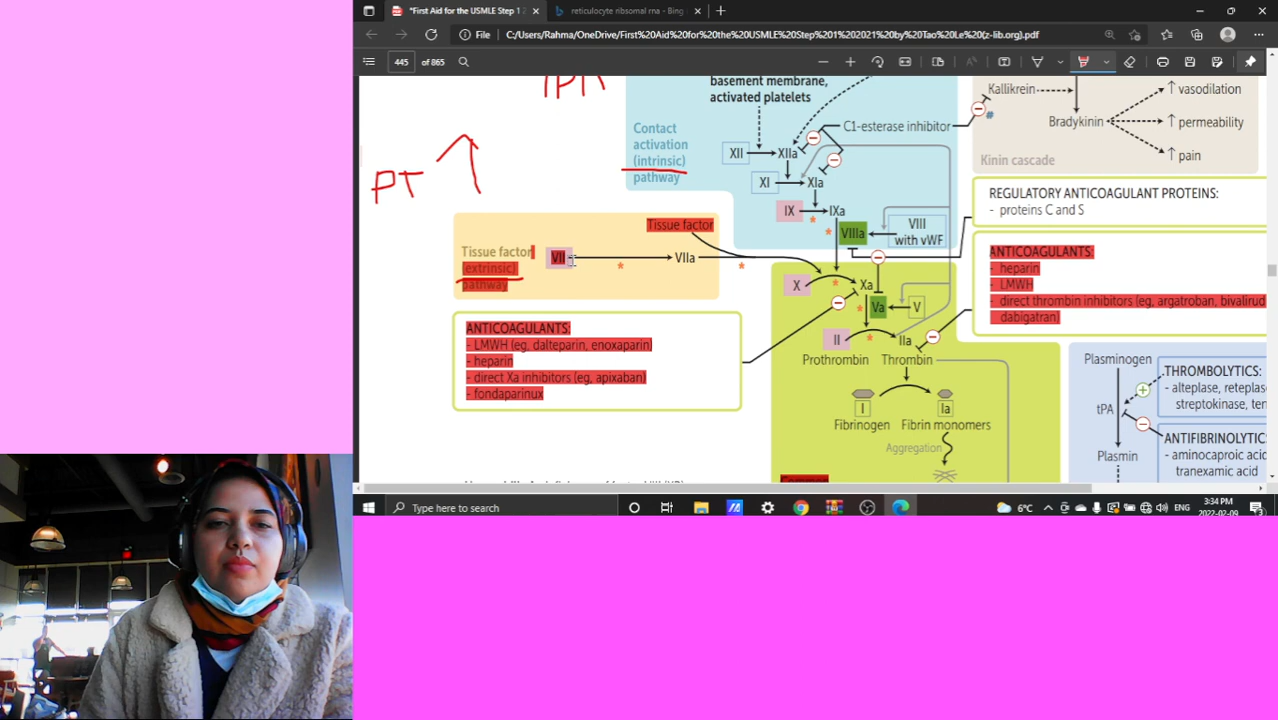 "First Aid for the USMLE Step 1 2
reticulocyte ribsomal rna - Bing
File
C:/Users/Rahma/OneDrive/First%20Aid%20for%20the%20USMLE%20Step%201%202021%20by%20Tao%20Le%20(z-lib.org).pdf
445 of 865
PT
basement membrane,
activated platelets
Contact
activation
(intrinsic)
pathway
C1-esterase inhibitor
XII
XIIa
XI
XIa
IX
IXa
VIIIa
VIII
with vWF
Kallikrein
#
Bradykinin
↑ vasodilation
↑ permeability
↑ pain
Kinin cascade
REGULATORY ANTICOAGULANT PROTEINS:
- proteins C and S
Tissue factor
Tissue factor
(extrinsic)
pathway
VII
VIIa
*
*
*
*
*
*
*
X
Xa
Va
V
II
IIa
Prothrombin
Thrombin
ANTICOAGULANTS:
- heparin
- LMWH
- direct thrombin inhibitors (eg, argatroban, bivalirud
dabigatran)
ANTICOAGULANTS:
- LMWH (eg, dalteparin, enoxaparin)
- heparin
- direct Xa inhibitors (eg, apixaban)
- fondaparinux
I
Ia
Fibrinogen
Fibrin monomers
Aggregation
Common
Plasminogen
tPA
Plasmin
THROMBOLYTICS:
- alteplase, reteplas
streptokinase, ten
ANTIFIBRINOLYTIC
- aminocaproic acid
tranexamic acid
Type here to search
6°C
ENG
3:34 PM
2022-02-09